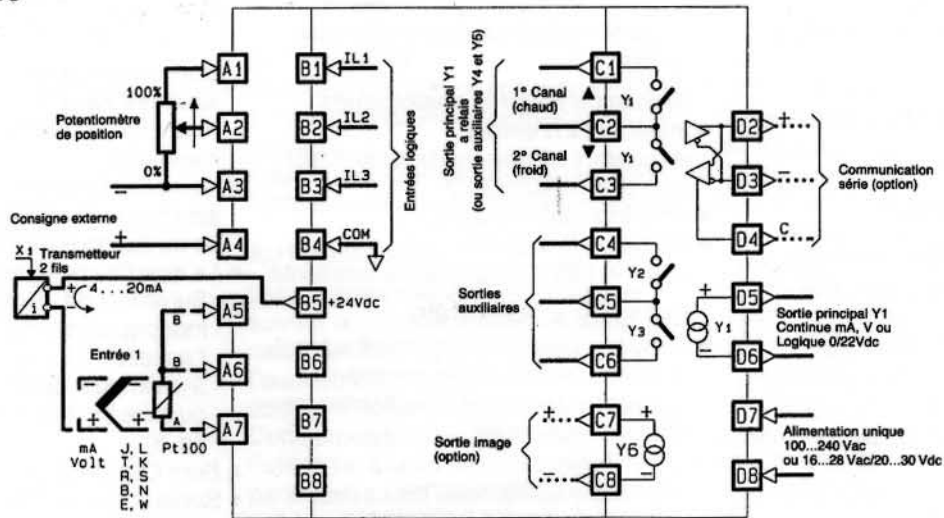 A1
100%
Potentiomètre
de position
A2
0%
A3
–
Consigne externe
+
A4
X1
Transmetteur
2 fils
i
+
4...20mA
–
A5
B
Entrée 1
B
A6
A
A7
–
–
+
+
mA
Volt
J, L
T, K
R, S
B, N
E, W
Pt100
B1
IL1
B2
IL2
B3
IL3
B4
COM
Entrées logiques
B5
+24Vdc
B6
B7
B8
Sortie principal Y1
a relais
(ou sortie auxiliaires Y4 et Y5)
1° Canal
(chaud)
2° Canal
(froid)
C1
Y1
C2
Y1
C3
Sorties
auxiliaires
C4
Y2
C5
Y3
C6
Sortie image
(option)
+
C7
+
Y6
–
C8
–
D2
+
D3
–
D4
C
Communication
série (option)
+
D5
Y1
–
D6
Sortie principal Y1
Continue mA, V ou
Logique 0/22Vdc
D7
Alimentation unique
100...240 Vac
ou 16...28 Vac/20...30 Vdc
D8